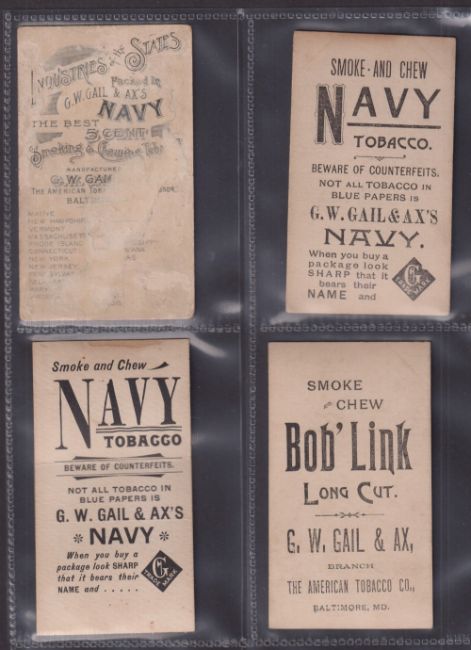 INDUSTRIES of the STATES
Packed in
G. W. GAIL & AX'S
NAVY
THE BEST
5 CENT
Smoking & Chewing Tob
MANUFACTURED
G. W. GAIL
THE AMERICAN TOB
BALTIM
MAINE
NEW HAMPSHIRE
VERMONT
MASSACHUSETTS
RHODE ISLAND
CONNECTICUT
NEW YORK
NEW JERSEY
SMOKE AND CHEW
NAVY
TOBACCO.
BEWARE OF COUNTERFEITS.
NOT ALL TOBACCO IN
BLUE PAPERS IS
G. W. GAIL & AX'S
NAVY.
When you buy a
package look
SHARP that it
bears their
NAME and
G
TRADE MARK
Smoke and Chew
NAVY
TOBACCO
BEWARE OF COUNTERFEITS.
NOT ALL TOBACCO IN
BLUE PAPERS IS
G. W. GAIL & AX'S
* NAVY *
When you buy a
package look SHARP
that it bears their
NAME and . . . . .
G
TRADE MARK
SMOKE
AND CHEW
Bob' Link
LONG CUT.
G. W. GAIL & AX,
BRANCH
THE AMERICAN TOBACCO CO.,
BALTIMORE, MD.